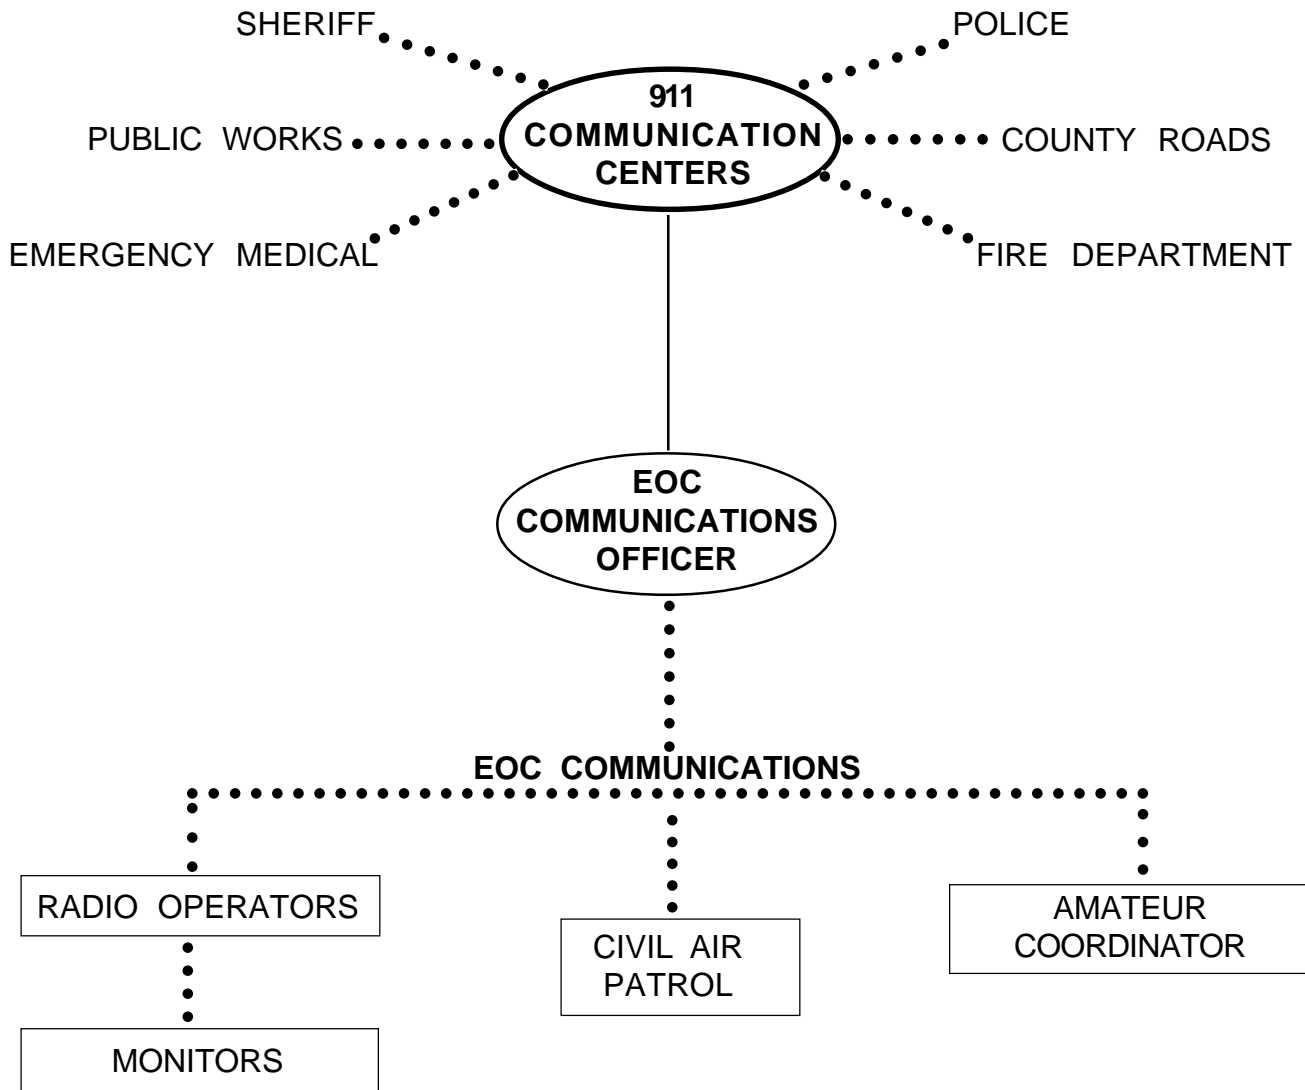 SHERIFF
POLICE
911
COMMUNICATION
CENTERS
PUBLIC WORKS
COUNTY ROADS
EMERGENCY MEDICAL
FIRE DEPARTMENT
EOC
COMMUNICATIONS
OFFICER
EOC COMMUNICATIONS
RADIO OPERATORS
CIVIL AIR
PATROL
AMATEUR
COORDINATOR
MONITORS